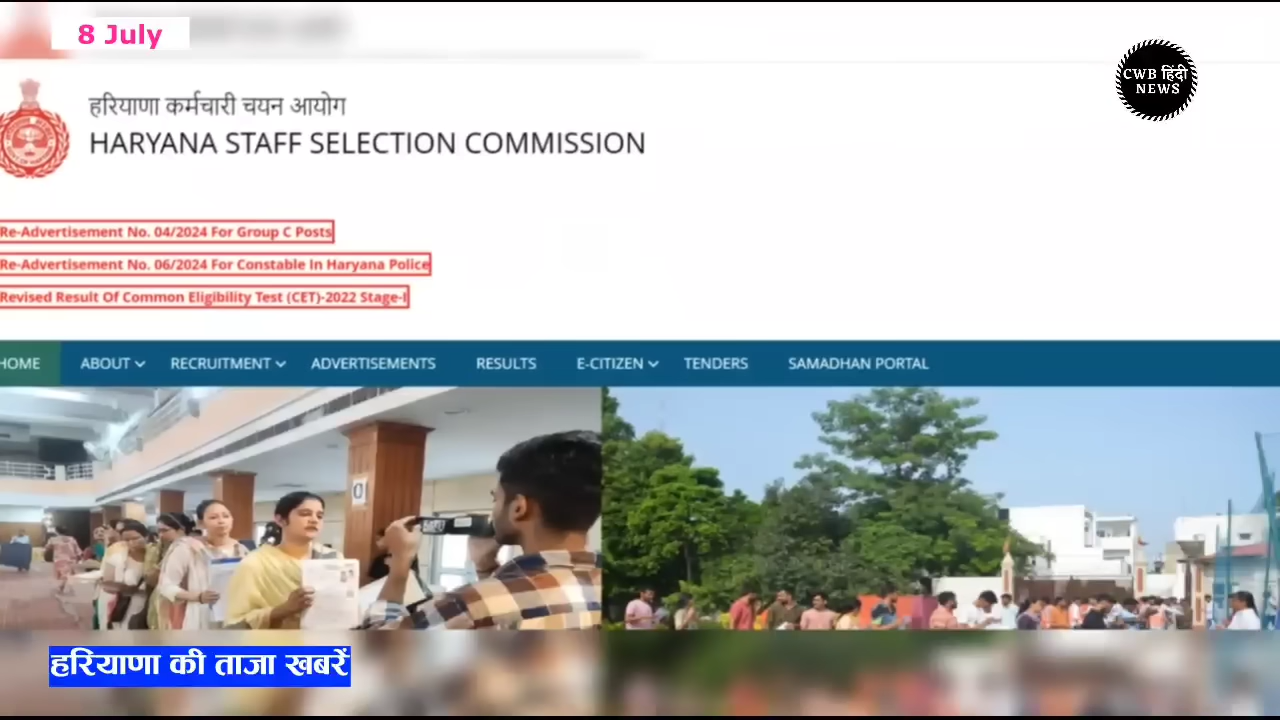 8 July
CWB हिंदी
NEWS
हरियाणा कर्मचारी चयन आयोग
HARYANA STAFF SELECTION COMMISSION
Re-Advertisement No. 04/2024 For Group C Posts
Re-Advertisement No. 06/2024 For Constable In Haryana Police
Revised Result Of Common Eligibility Test (CET)-2022 Stage-I
HOME ABOUT RECRUITMENT ADVERTISEMENTS RESULTS E-CITIZEN TENDERS SAMADHAN PORTAL
हरियाणा की ताजा खबरें